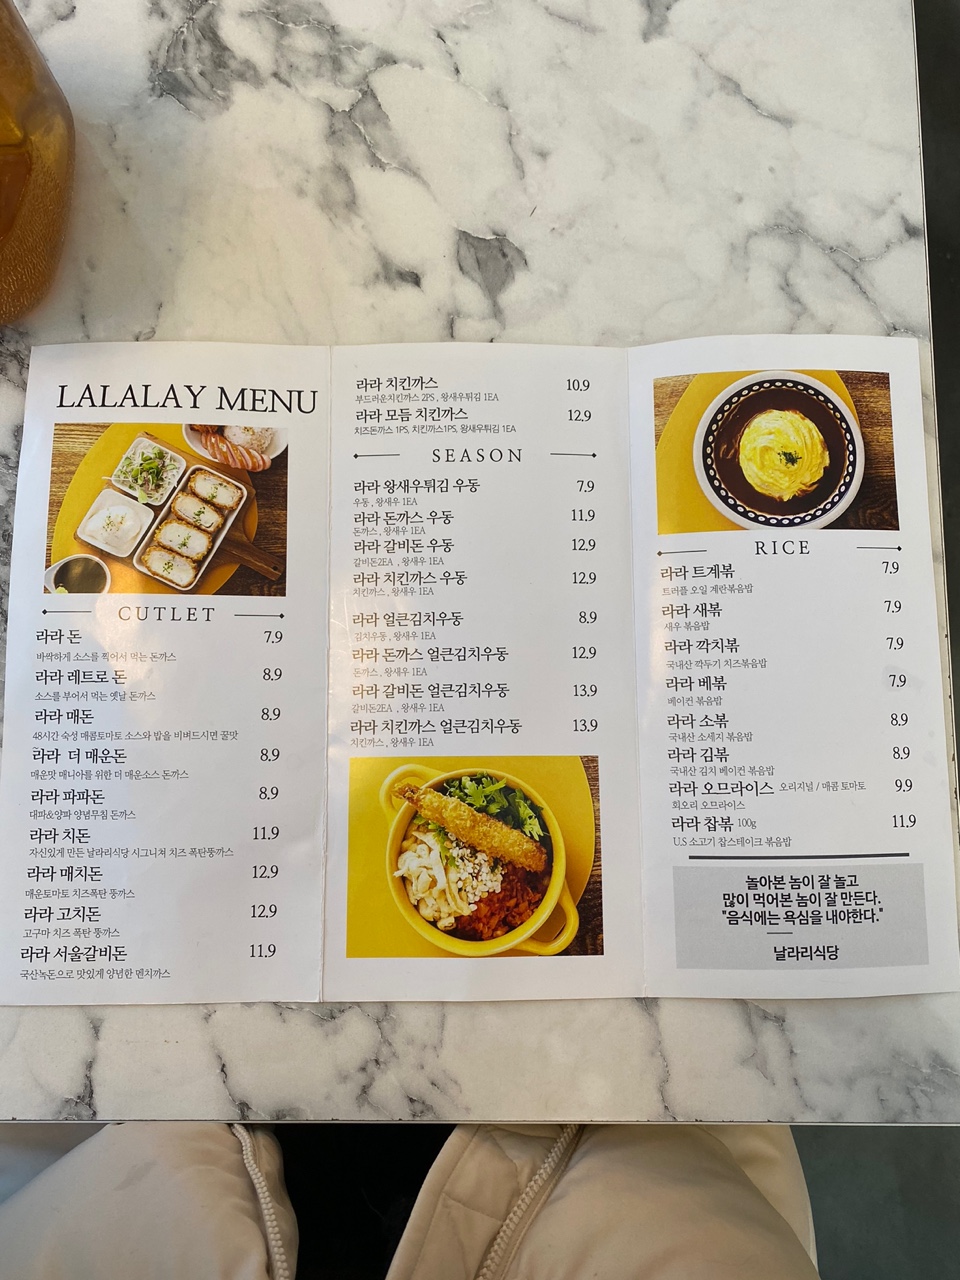 LALALAY MENU
CUTLET
라라 돈 7.9
바싹하게 소스를 찍어서 먹는 돈까스
라라 레트로 돈 8.9
소스를 부어서 먹는 옛날 돈까스
라라 매돈 8.9
48시간 숙성 매콤토마토 소스와 밥을 비벼드시면 꿀맛
라라 더 매운돈 8.9
매운맛 매니아를 위한 더 매운소스 돈까스
라라 파파돈 8.9
대파&양파 양념무침 돈까스
라라 치돈 11.9
자신있게 만든 날라리식당 시그니쳐 치즈 폭탄뚱까스
라라 매치돈 12.9
매운토마토 치즈폭탄 뚱까스
라라 고치돈 12.9
고구마 치즈 폭탄 뚱까스
라라 서울갈비돈 11.9
국산녹돈으로 맛있게 양념한 멘치까스
라라 치킨까스 10.9
부드러운치킨까스 2PS , 왕새우튀김 1EA
라라 모듬 치킨까스 12.9
치즈돈까스 1PS, 치킨까스1PS, 왕새우튀김 1EA
SEASON
라라 왕새우튀김 우동 7.9
우동 , 왕새우 1EA
라라 돈까스 우동 11.9
돈까스 , 왕새우 1EA
라라 갈비돈 우동 12.9
갈비돈2EA , 왕새우 1EA
라라 치킨까스 우동 12.9
치킨까스 , 왕새우 1EA
라라 얼큰김치우동 8.9
김치우동 , 왕새우 1EA
라라 돈까스 얼큰김치우동 12.9
돈까스 , 왕새우 1EA
라라 갈비돈 얼큰김치우동 13.9
갈비돈2EA , 왕새우 1EA
라라 치킨까스 얼큰김치우동 13.9
치킨까스 , 왕새우 1EA
RICE
라라 트계볶 7.9
트러플 오일 계란볶음밥
라라 새볶 7.9
새우 볶음밥
라라 깍치볶 7.9
국내산 깍두기 치즈볶음밥
라라 베볶 7.9
베이컨 볶음밥
라라 소볶 8.9
국내산 소세지 볶음밥
라라 김볶 8.9
국내산 김치 베이컨 볶음밥
라라 오므라이스 오리지널 / 매콤 토마토 9.9
회오리 오므라이스
라라 찹볶 100g 11.9
U.S 소고기 찹스테이크 볶음밥
놀아본 놈이 잘 놀고
많이 먹어본 놈이 잘 만든다.
"음식에는 욕심을 내야한다."
날라리식당